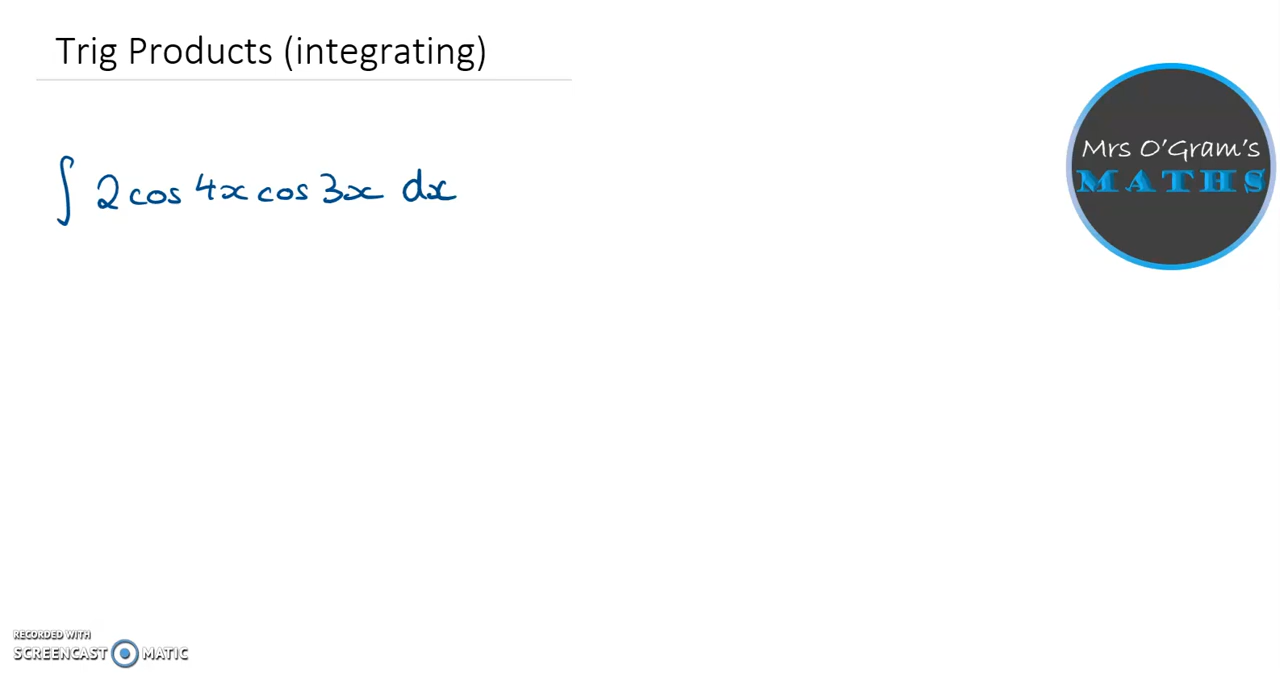 Trig Products (integrating)
Mrs O'Gram's
MATHS
∫ 2 cos 4x cos 3x dx
RECORDED WITH
SCREENCAST MATIC